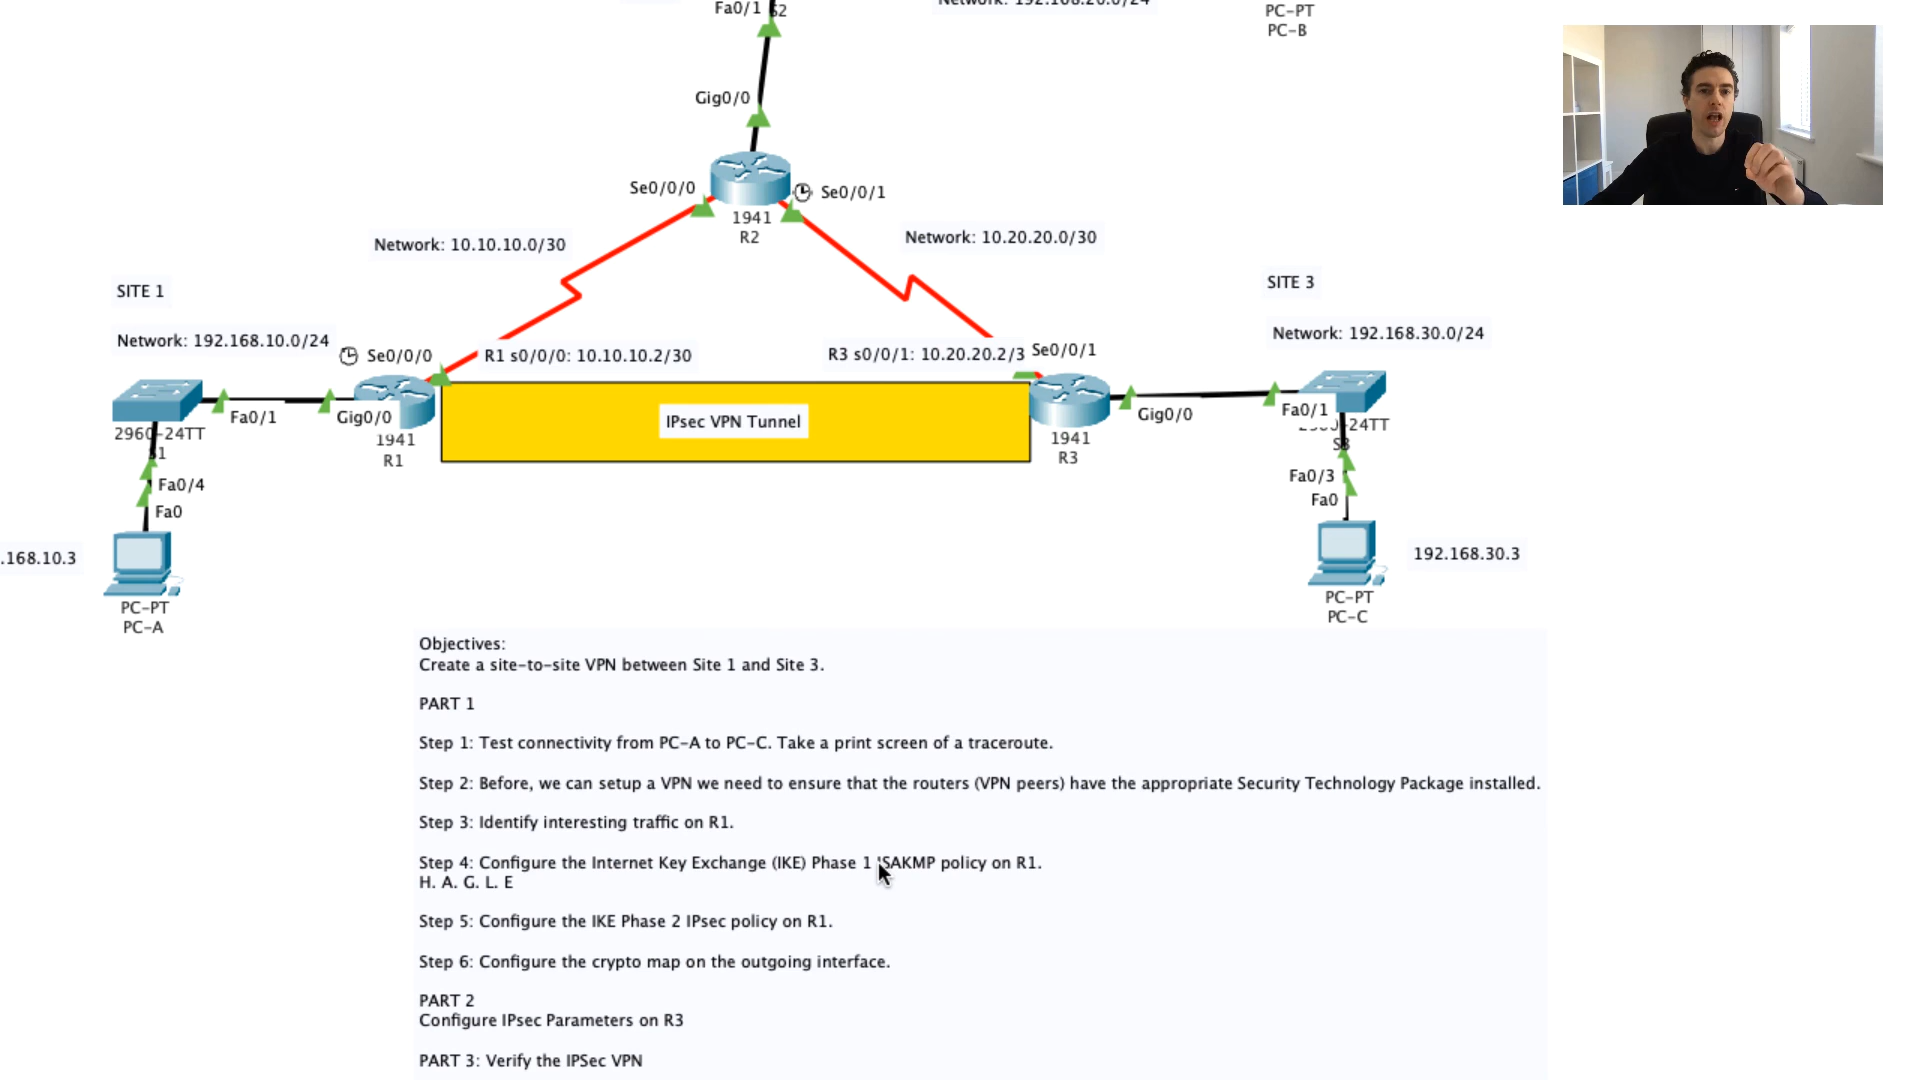 Fa0/1
S2
PC-PT
PC-B
Gig0/0
Se0/0/0
Se0/0/1
1941
R2
Network: 10.10.10.0/30
Network: 10.20.20.0/30
SITE 1
SITE 3
Network: 192.168.10.0/24
Network: 192.168.30.0/24
Se0/0/0
R1 s0/0/0: 10.10.10.2/30
R3 s0/0/1: 10.20.20.2/3
Se0/0/1
Fa0/1
Gig0/0
IPsec VPN Tunnel
Gig0/0
Fa0/1
2960-24TT
S1
1941
R1
1941
R3
24TT
S3
Fa0/4
Fa0
Fa0/3
Fa0
.168.10.3
192.168.30.3
PC-PT
PC-A
PC-PT
PC-C
Objectives:
Create a site-to-site VPN between Site 1 and Site 3.
PART 1
Step 1: Test connectivity from PC-A to PC-C. Take a print screen of a traceroute.
Step 2: Before, we can setup a VPN we need to ensure that the routers (VPN peers) have the appropriate Security Technology Package installed.
Step 3: Identify interesting traffic on R1.
Step 4: Configure the Internet Key Exchange (IKE) Phase 1 ISAKMP policy on R1.
H. A. G. L. E
Step 5: Configure the IKE Phase 2 IPsec policy on R1.
Step 6: Configure the crypto map on the outgoing interface.
PART 2
Configure IPsec Parameters on R3
PART 3: Verify the IPSec VPN